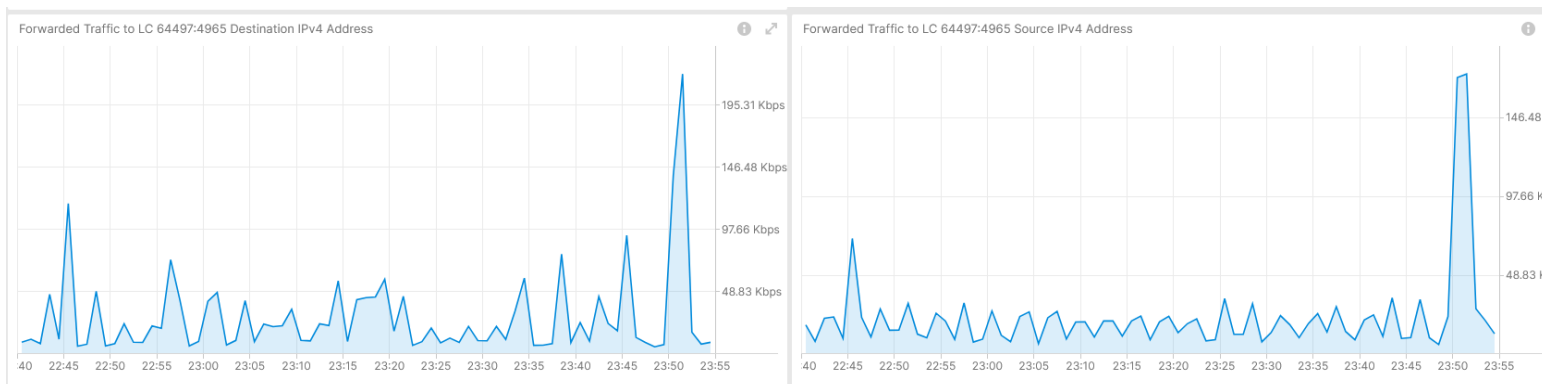 Forwarded Traffic to LC 64497:4965 Destination IPv4 Address
195.31 Kbps
146.48 Kbps
97.66 Kbps
48.83 Kbps
:40 22:45 22:50 22:55 23:00 23:05 23:10 23:15 23:20 23:25 23:30 23:35 23:40 23:45 23:50 23:55
Forwarded Traffic to LC 64497:4965 Source IPv4 Address
146.48
97.66 K
48.83 K
:40 22:45 22:50 22:55 23:00 23:05 23:10 23:15 23:20 23:25 23:30 23:35 23:40 23:45 23:50 23:55